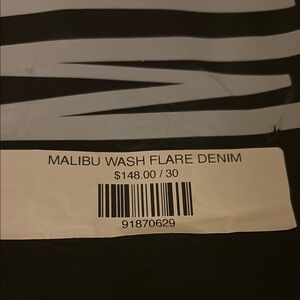 MALIBU WASH FLARE DENIM
$148.00 / 30
91870629